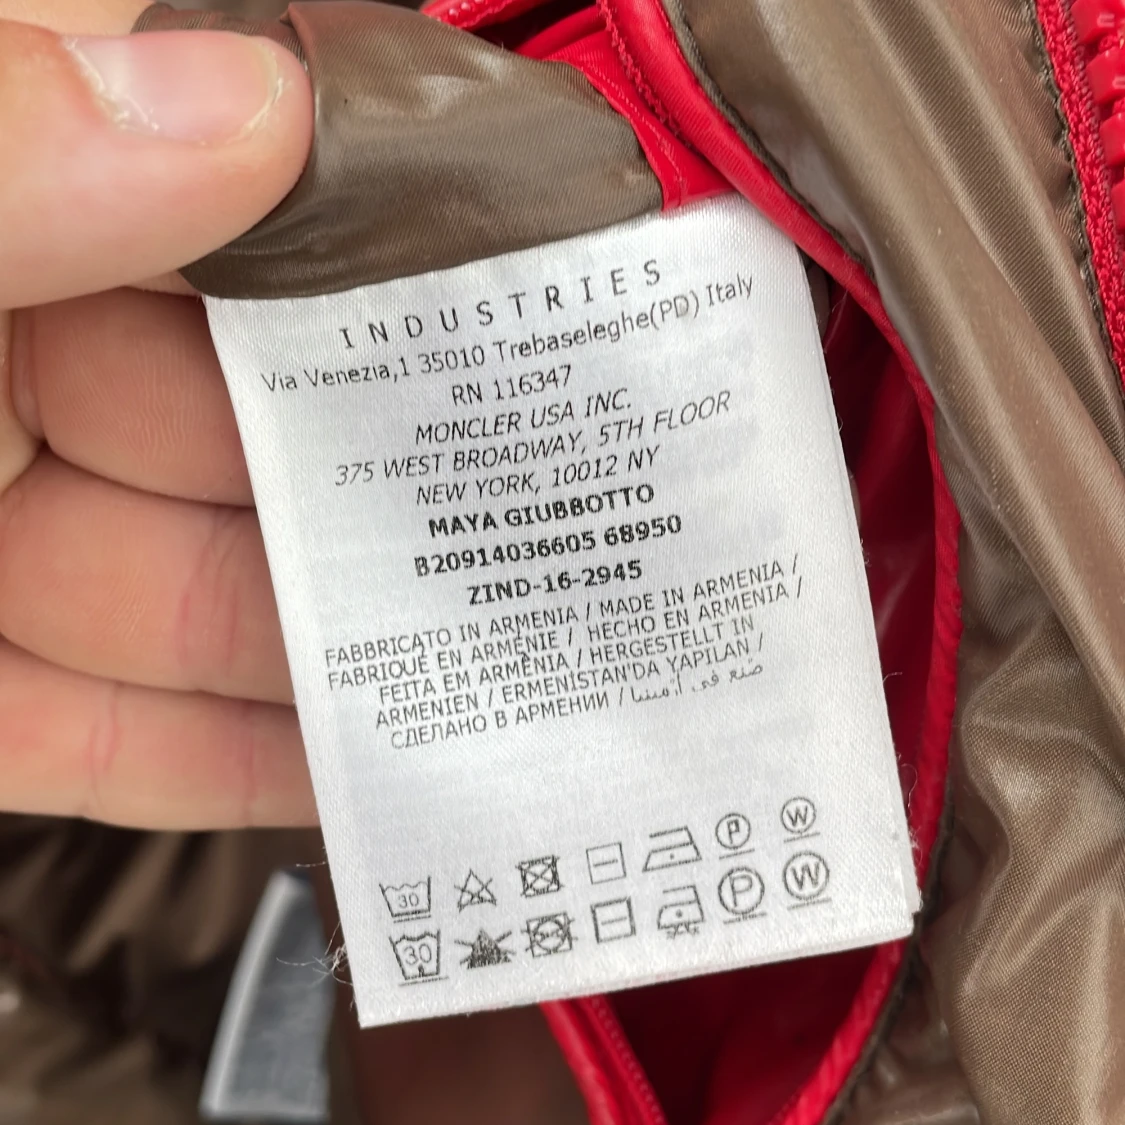 INDUSTRIES
Via Venezia,1 35010 Trebaseleghe(PD) Italy
RN 116347
MONCLER USA INC.
375 WEST BROADWAY, 5TH FLOOR
NEW YORK, 10012 NY
MAYA GIUBBOTTO
B20914036605 68950
ZIND-16-2945
FABBRICATO IN ARMENIA / MADE IN ARMENIA /
FABRIQUÉ EN ARMÉNIE / HECHO EN ARMENIA /
FEITA EM ARMÊNIA / HERGESTELLT IN
ARMENIEN / ERMENİSTAN'DA YAPILAN /
СДЕЛАНО В АРМЕНИИ / صنع في أرمينيا
30 P W
30 P W